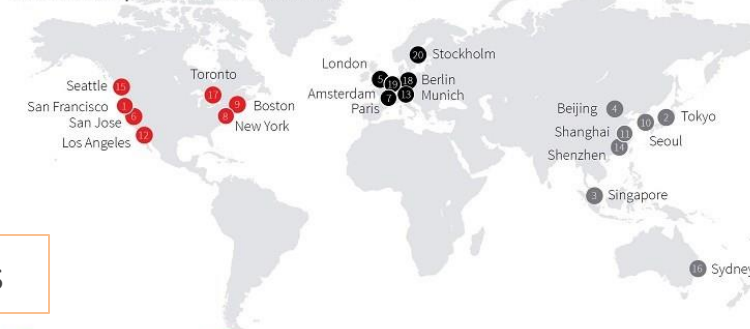 20 Stockholm
London
5
19
18 Berlin
Amsterdam
13 Munich
Paris 7
Seattle 15
Toronto
17
San Francisco 1
9 Boston
San Jose 6
8
New York
Los Angeles 12
Beijing 4
2 Tokyo
10
Seoul
Shanghai 11
Shenzhen 14
3 Singapore
16 Sydney
s